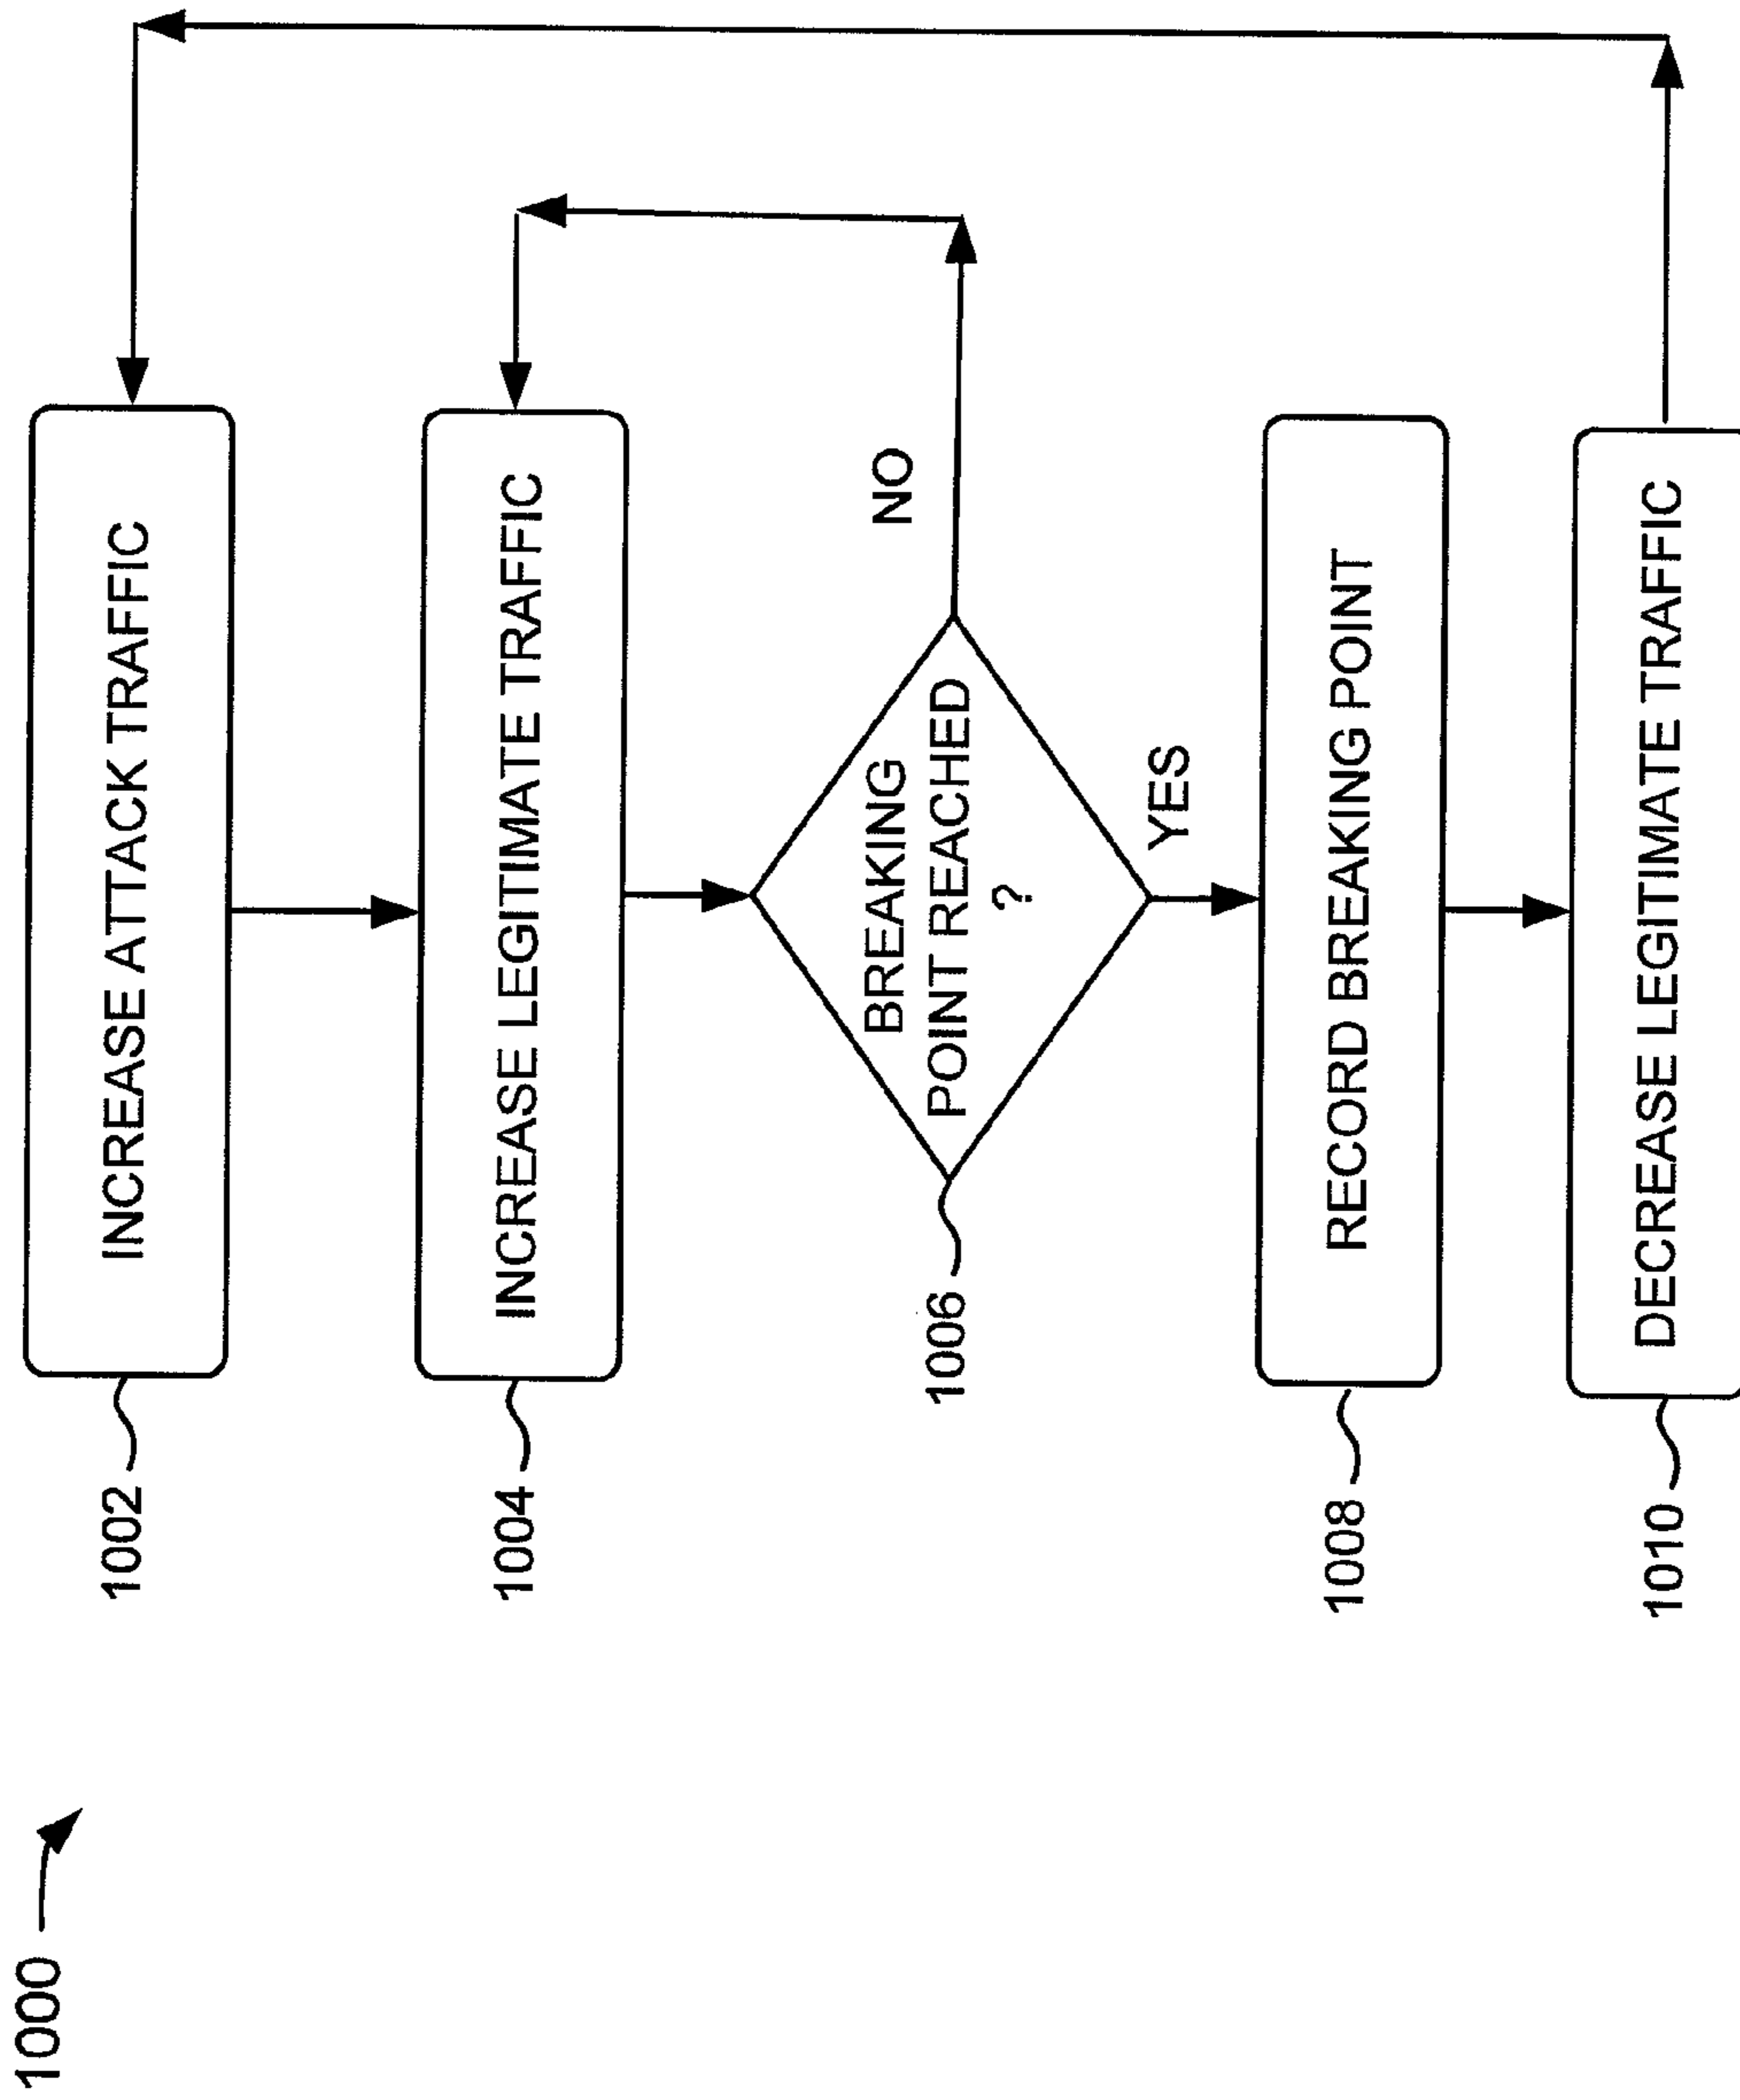 1000
1002
INCREASE ATTACK TRAFFIC
1004
INCREASE LEGITIMATE TRAFFIC
1006
BREAKING
POINT REACHED
?
NO
YES
1008
RECORD BREAKING POINT
1010
DECREASE LEGITIMATE TRAFFIC